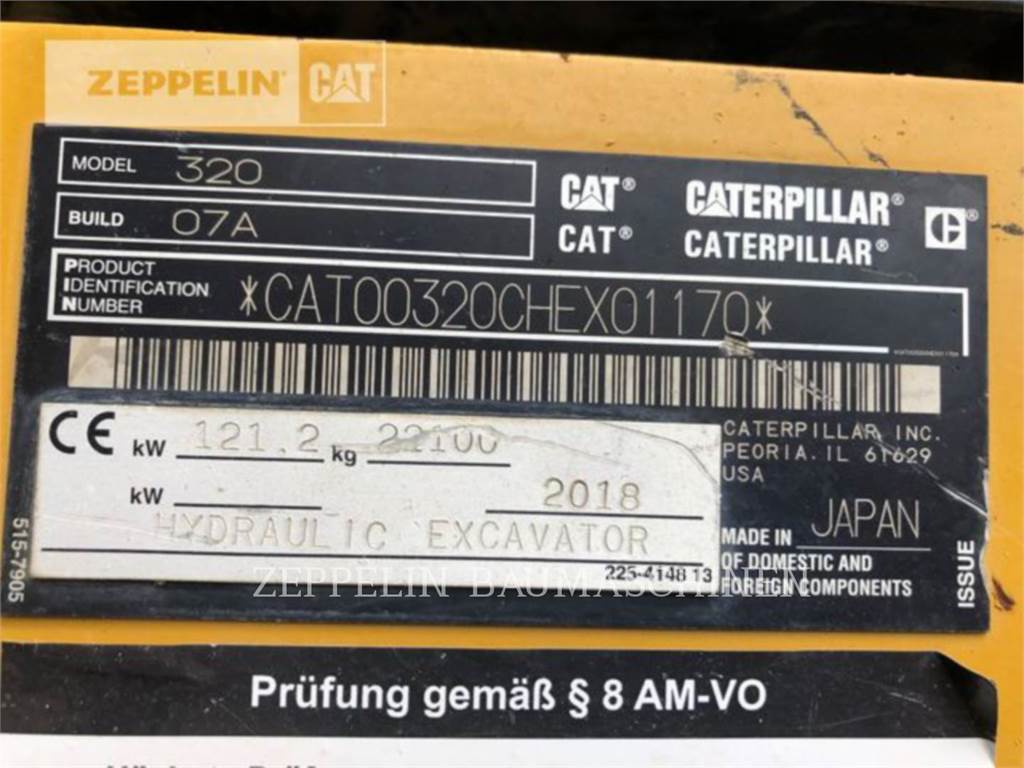 ZEPPELIN CAT
MODEL 320
BUILD 07A
CAT® CATERPILLAR®
CAT® CATERPILLAR®
PRODUCT
IDENTIFICATION
NUMBER
*CAT00320CHEX01170*
CE kW 121.2 kg 22100
kW
2018
HYDRAULIC EXCAVATOR
225-4148 13
515-7905
CATERPILLAR INC.
PEORIA. IL 61629
USA
MADE IN JAPAN
OF DOMESTIC AND
FOREIGN COMPONENTS
ISSUE
ZEPPELIN BAUMASCHINEN
Prüfung gemäß § 8 AM-VO